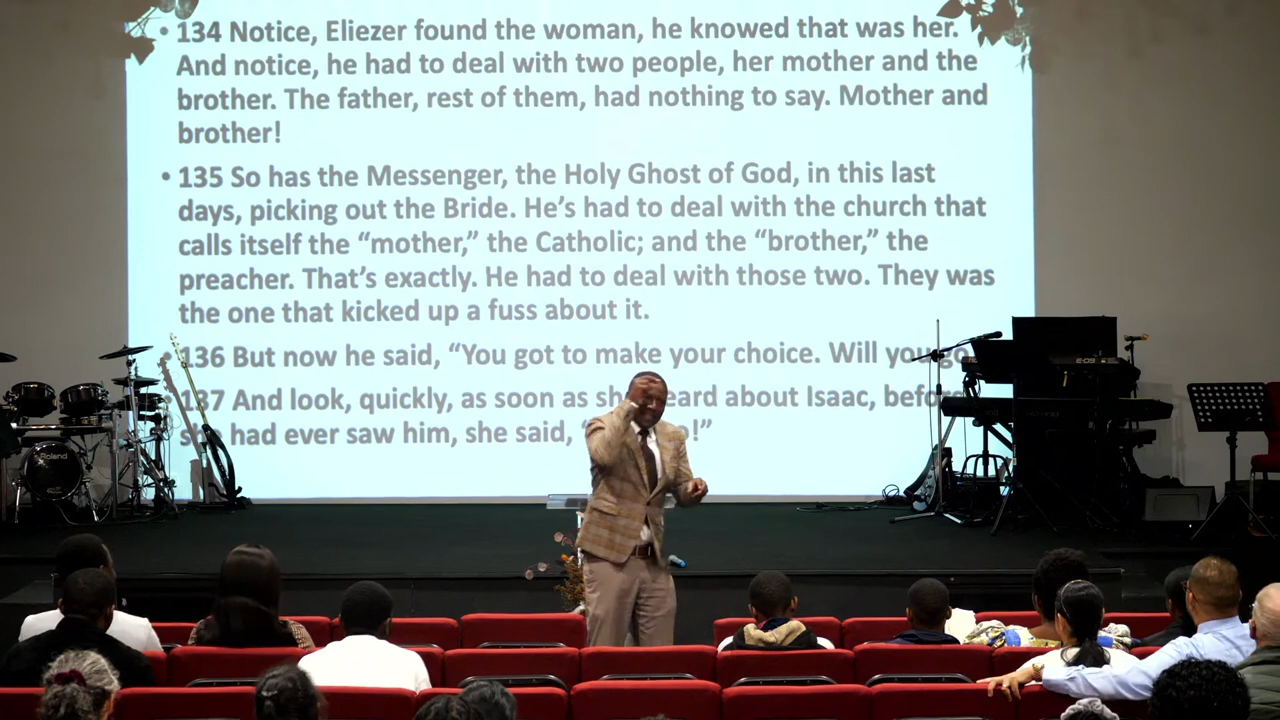 • 134 Notice, Eliezer found the woman, he knowed that was her.
And notice, he had to deal with two people, her mother and the
brother. The father, rest of them, had nothing to say. Mother and
brother!
• 135 So has the Messenger, the Holy Ghost of God, in this last
days, picking out the Bride. He’s had to deal with the church that
calls itself the “mother,” the Catholic; and the “brother,” the
preacher. That’s exactly. He had to deal with those two. They was
the one that kicked up a fuss about it.
• 136 But now he said, “You got to make your choice. Will you go
137 And look, quickly, as soon as she heard about Isaac, before
she had ever saw him, she said,
Roland